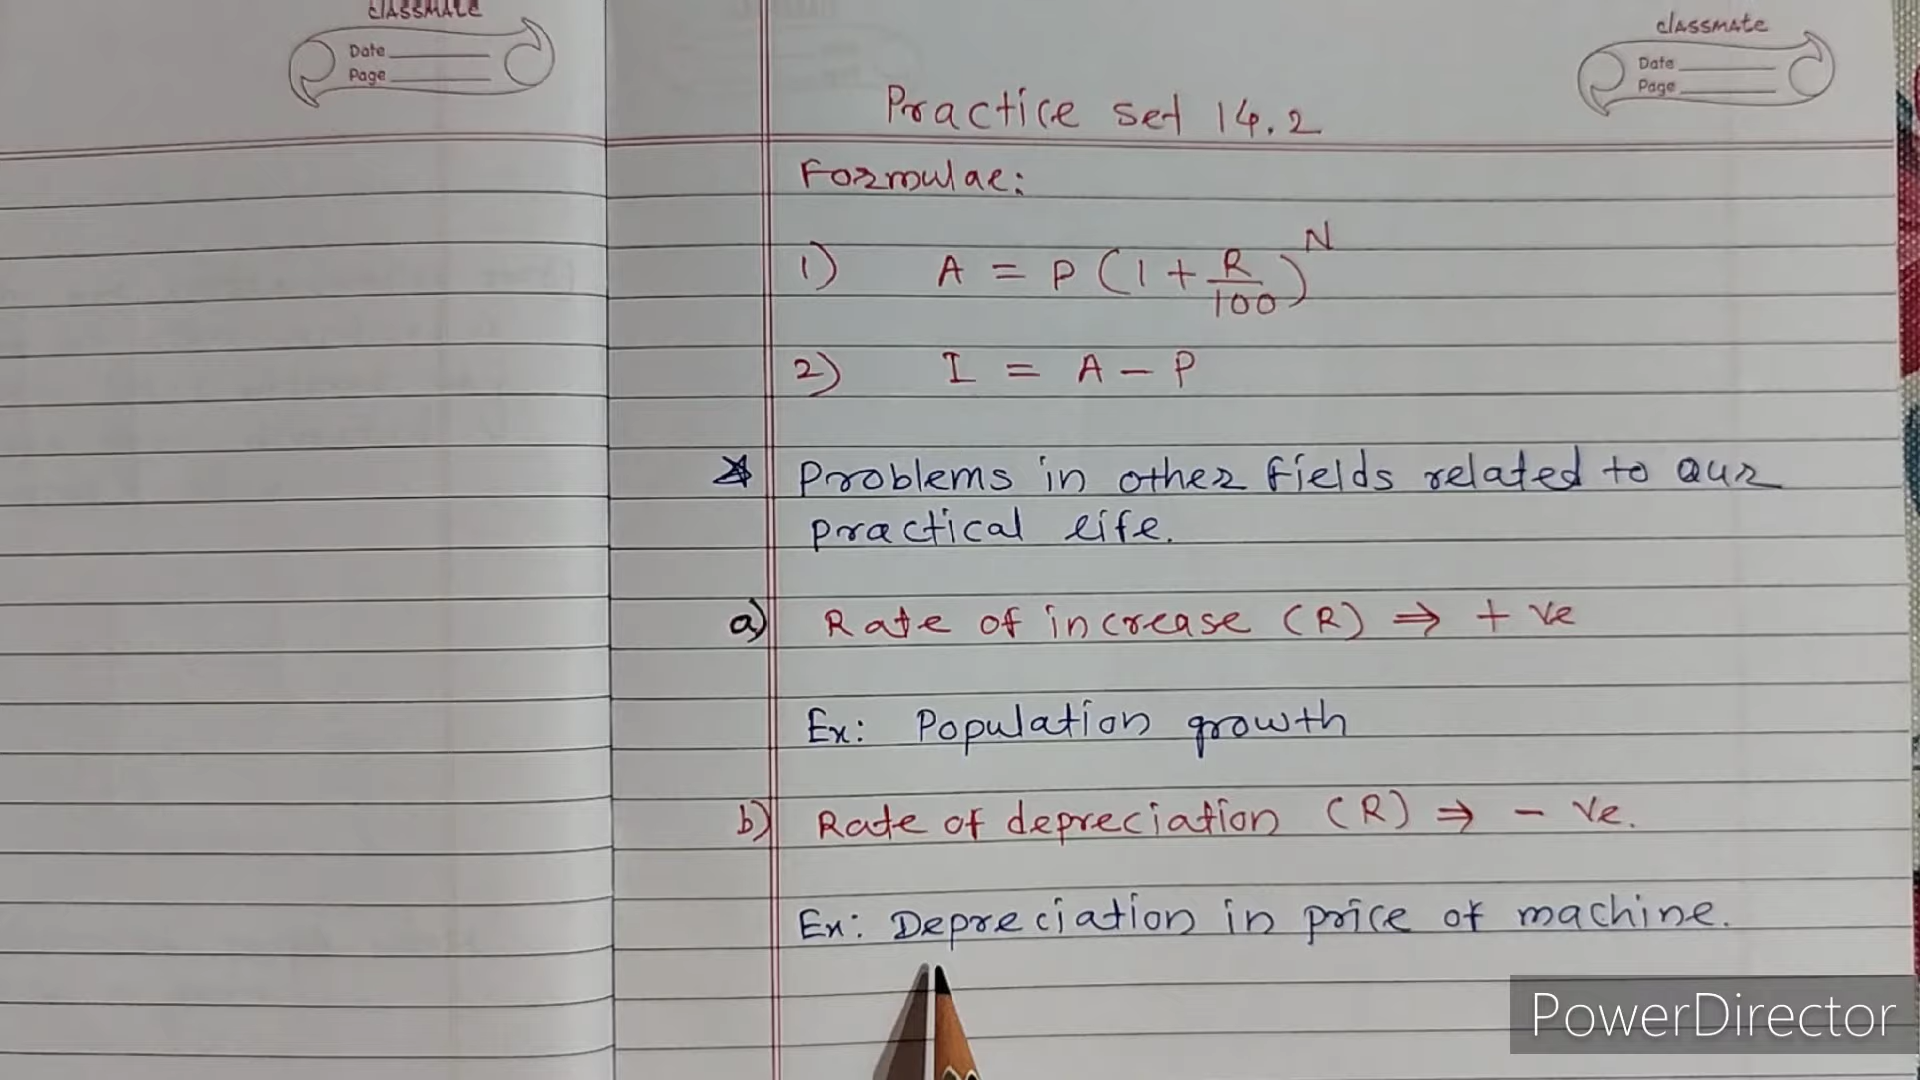 classmate
Date
Page
classmate
Date
Page
Practice set 14.2
Formulae:
1) A = P (1 + R/100)^N
2) I = A - P
* Problems in other fields related to our
practical life.
a) Rate of increase (R) ⇒ + ve
Ex: Population growth
b) Rate of depreciation (R) ⇒ - ve.
Ex: Depreciation in price of machine.
PowerDirector